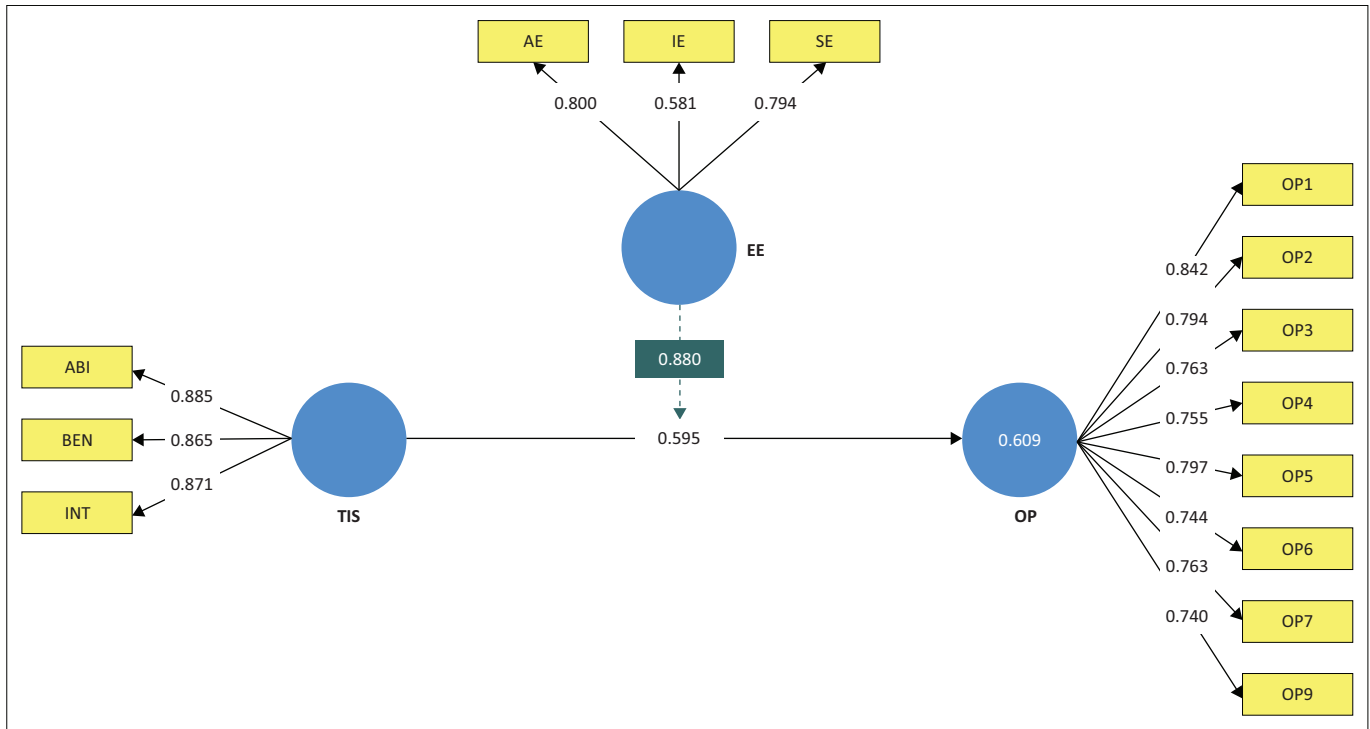 AE
IE
SE
0.800
0.581
0.794
EE
0.880
ABI
BEN
INT
0.885
0.865
0.871
TIS
0.595
0.609
OP
0.842
0.794
0.763
0.755
0.797
0.744
0.763
0.740
OP1
OP2
OP3
OP4
OP5
OP6
OP7
OP9